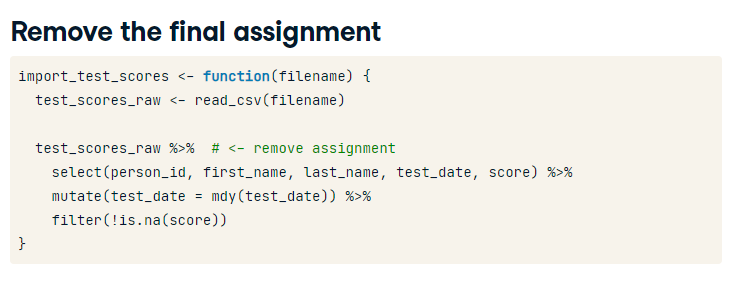 Remove the final assignment
import_test_scores <- function(filename) {
  test_scores_raw <- read_csv(filename)
  test_scores_raw %>%  # <- remove assignment
    select(person_id, first_name, last_name, test_date, score) %>%
    mutate(test_date = mdy(test_date)) %>%
    filter(!is.na(score))
}